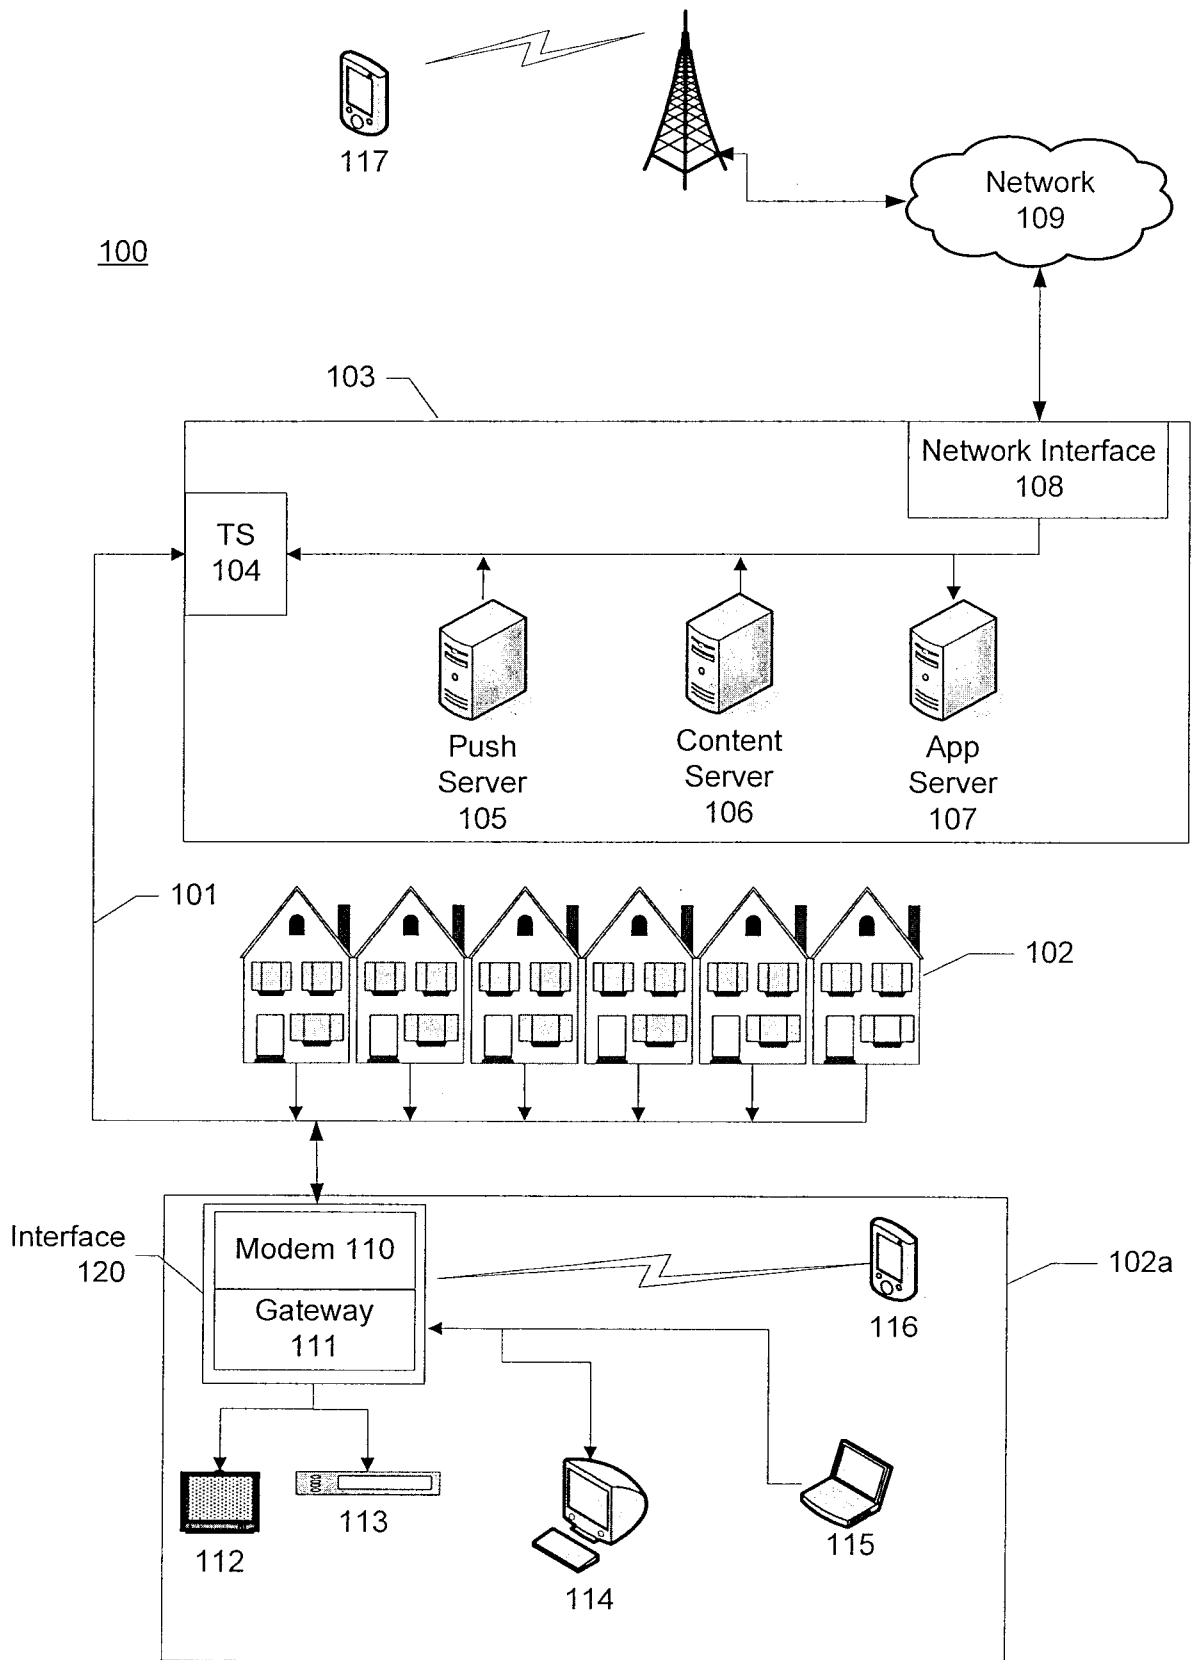 117
Network
109
100
103
Network Interface
108
TS
104
Push
Server
105
Content
Server
106
App
Server
107
101
102
Interface
120
Modem 110
Gateway
111
116
102a
112
113
114
115